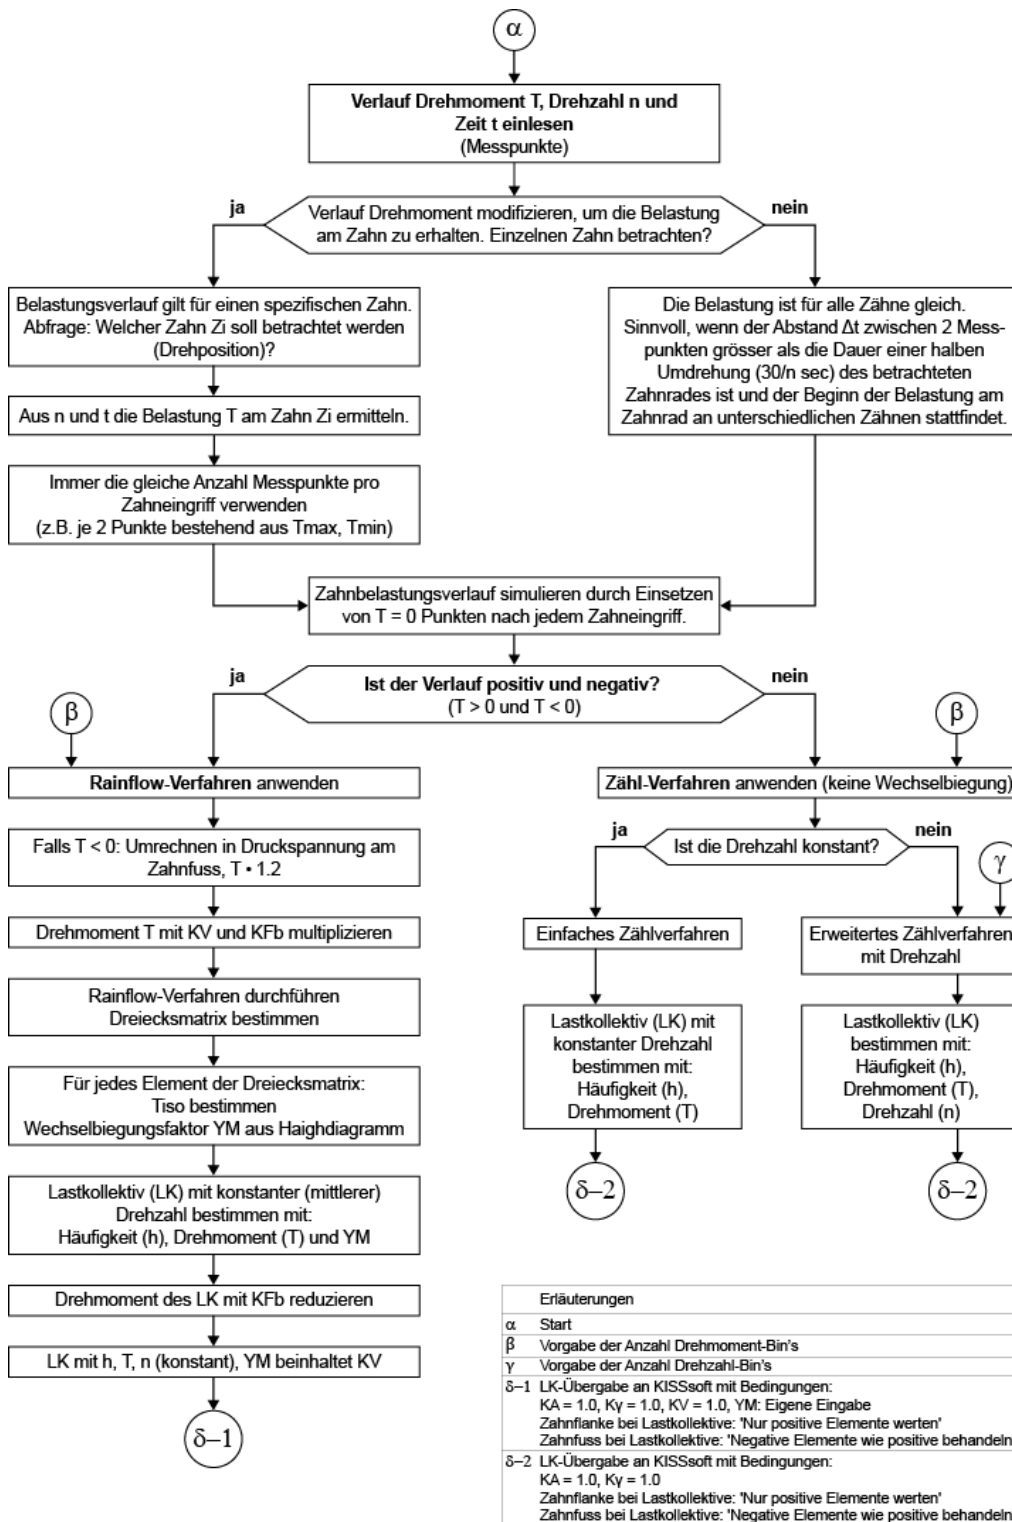 α
Verlauf Drehmoment T, Drehzahl n und
Zeit t einlesen
(Messpunkte)
ja
Verlauf Drehmoment modifizieren, um die Belastung
am Zahn zu erhalten. Einzelnen Zahn betrachten?
nein
Belastungsverlauf gilt für einen spezifischen Zahn.
Abfrage: Welcher Zahn Zi soll betrachtet werden
(Drehposition)?
Aus n und t die Belastung T am Zahn Zi ermitteln.
Immer die gleiche Anzahl Messpunkte pro
Zahneingriff verwenden
(z.B. je 2 Punkte bestehend aus Tmax, Tmin)
Die Belastung ist für alle Zähne gleich.
Sinnvoll, wenn der Abstand Δt zwischen 2 Mess-
punkten grösser als die Dauer einer halben
Umdrehung (30/n sec) des betrachteten
Zahnrades ist und der Beginn der Belastung am
Zahnrad an unterschiedlichen Zähnen stattfindet.
Zahnbelastungsverlauf simulieren durch Einsetzen
von T = 0 Punkten nach jedem Zahneingriff.
ja
Ist der Verlauf positiv und negativ?
(T > 0 und T < 0)
nein
β
Rainflow-Verfahren anwenden
Falls T < 0: Umrechnen in Druckspannung am
Zahnfuss, T • 1.2
Drehmoment T mit KV und KFb multiplizieren
Rainflow-Verfahren durchführen
Dreiecksmatrix bestimmen
Für jedes Element der Dreiecksmatrix:
Tiso bestimmen
Wechselbiegungsfaktor YM aus Haighdiagramm
Lastkollektiv (LK) mit konstanter (mittlerer)
Drehzahl bestimmen mit:
Häufigkeit (h), Drehmoment (T) und YM
Drehmoment des LK mit KFb reduzieren
LK mit h, T, n (konstant), YM beinhaltet KV
δ–1
β
Zähl-Verfahren anwenden (keine Wechselbiegung)
ja
Ist die Drehzahl konstant?
nein
γ
Einfaches Zählverfahren
Lastkollektiv (LK) mit
konstanter Drehzahl
bestimmen mit:
Häufigkeit (h),
Drehmoment (T)
δ–2
Erweitertes Zählverfahren
mit Drehzahl
Lastkollektiv (LK)
bestimmen mit:
Häufigkeit (h),
Drehmoment (T),
Drehzahl (n)
δ–2
Erläuterungen
α Start
β Vorgabe der Anzahl Drehmoment-Bin's
γ Vorgabe der Anzahl Drehzahl-Bin's
δ–1 LK-Übergabe an KISSsoft mit Bedingungen:
KA = 1.0, Kγ = 1.0, KV = 1.0, YM: Eigene Eingabe
Zahnflanke bei Lastkollektive: 'Nur positive Elemente werten'
Zahnfuss bei Lastkollektive: 'Negative Elemente wie positive behandeln
δ–2 LK-Übergabe an KISSsoft mit Bedingungen:
KA = 1.0, Kγ = 1.0
Zahnflanke bei Lastkollektive: 'Nur positive Elemente werten'
Zahnfuss bei Lastkollektive: 'Negative Elemente wie positive behandeln